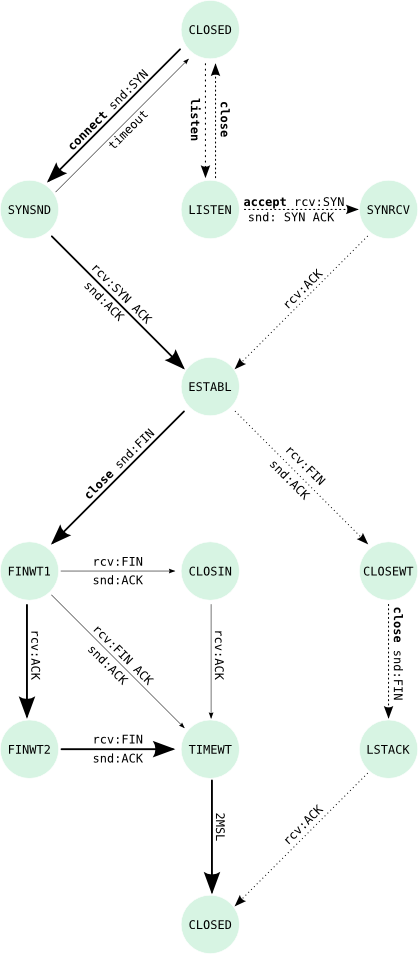 CLOSED
connect snd:SYN
timeout
listen
close
SYNSND
LISTEN
accept rcv:SYN
snd: SYN ACK
SYNRCV
rcv:SYN ACK
snd:ACK
rcv:ACK
ESTABL
close snd:FIN
rcv:FIN
snd:ACK
FINWT1
rcv:FIN
snd:ACK
CLOSIN
CLOSEWT
rcv:ACK
rcv:FIN ACK
snd:ACK
rcv:ACK
close snd:FIN
FINWT2
rcv:FIN
snd:ACK
TIMEWT
LSTACK
2MSL
rcv:ACK
CLOSED